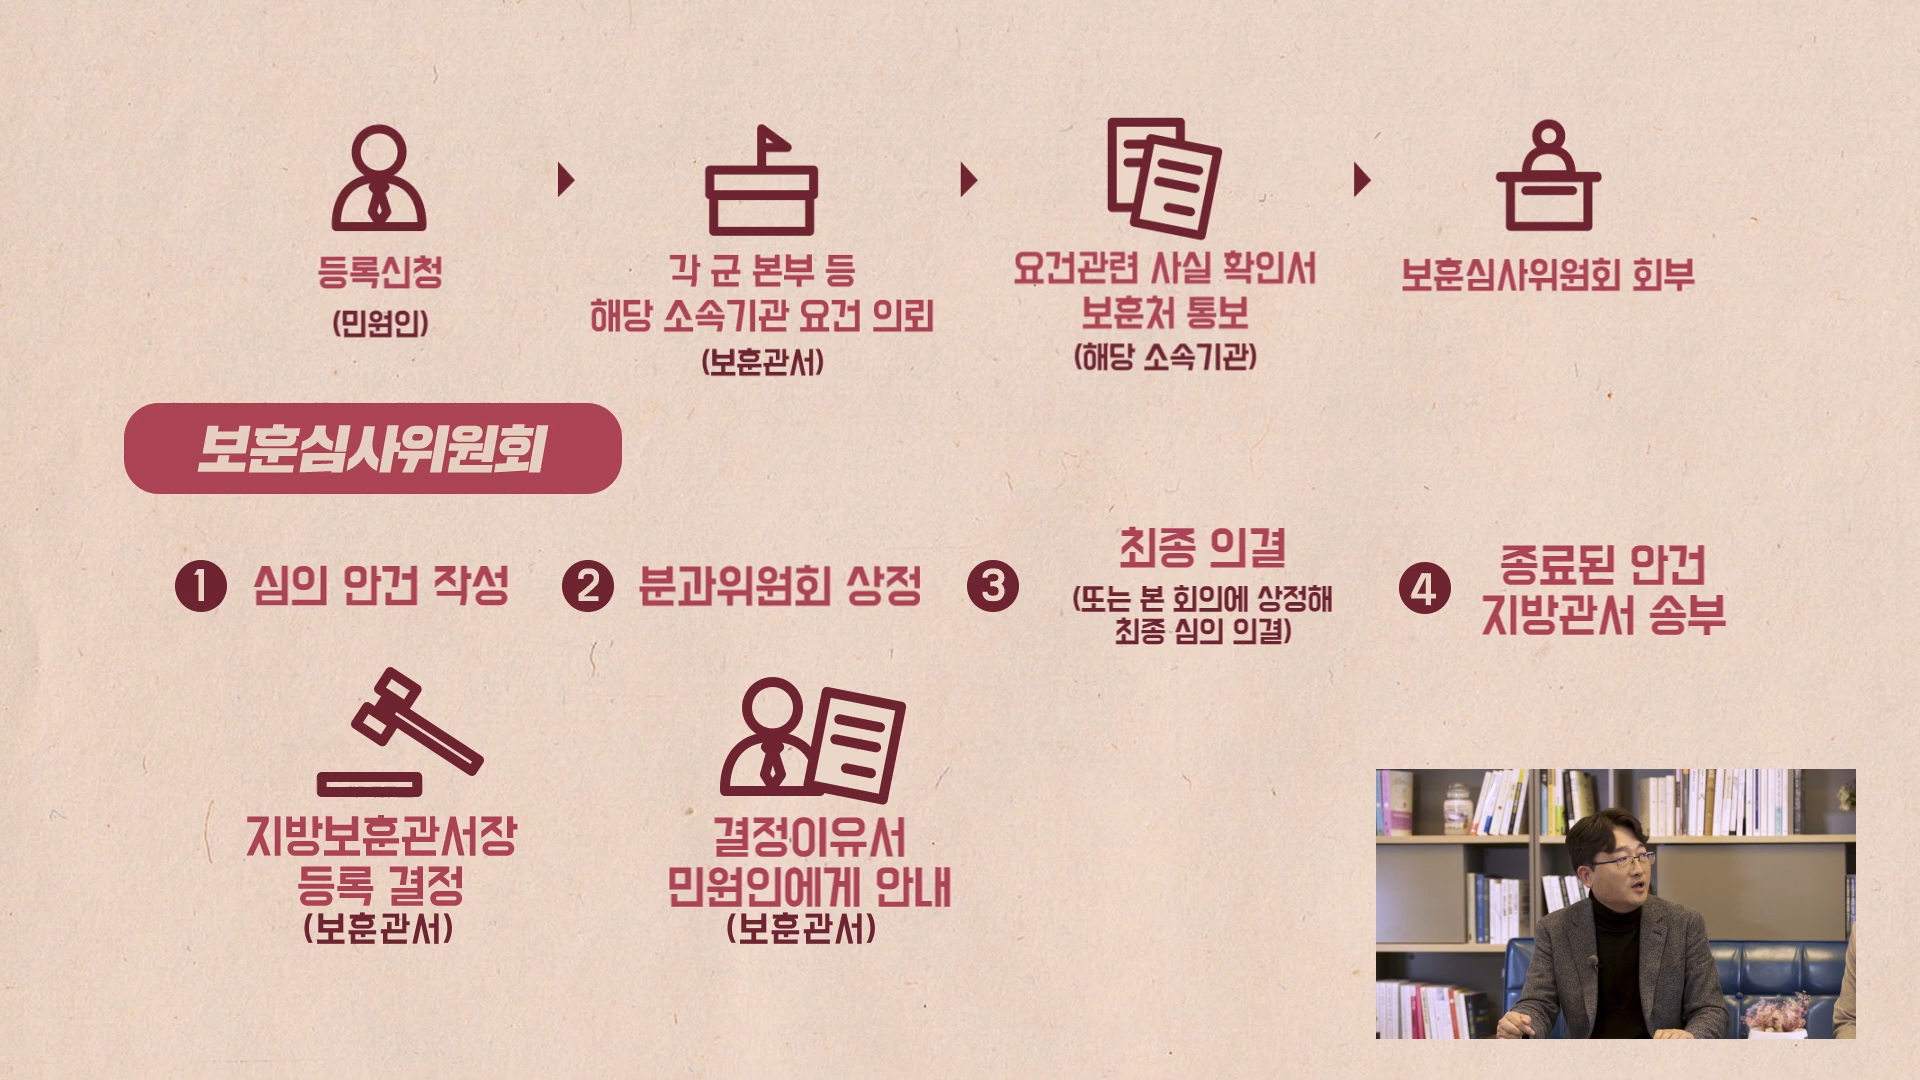 등록신청
(민원인)
각 군 본부 등
해당 소속기관 요건 의뢰
(보훈관서)
요건관련 사실 확인서
보훈처 통보
(해당 소속기관)
보훈심사위원회 회부
보훈심사위원회
1 심의 안건 작성
2 분과위원회 상정
3 최종 의결
(또는 본 회의에 상정해
최종 심의 의결)
4 종료된 안건
지방관서 송부
지방보훈관서장
등록 결정
(보훈관서)
결정이유서
민원인에게 안내
(보훈관서)